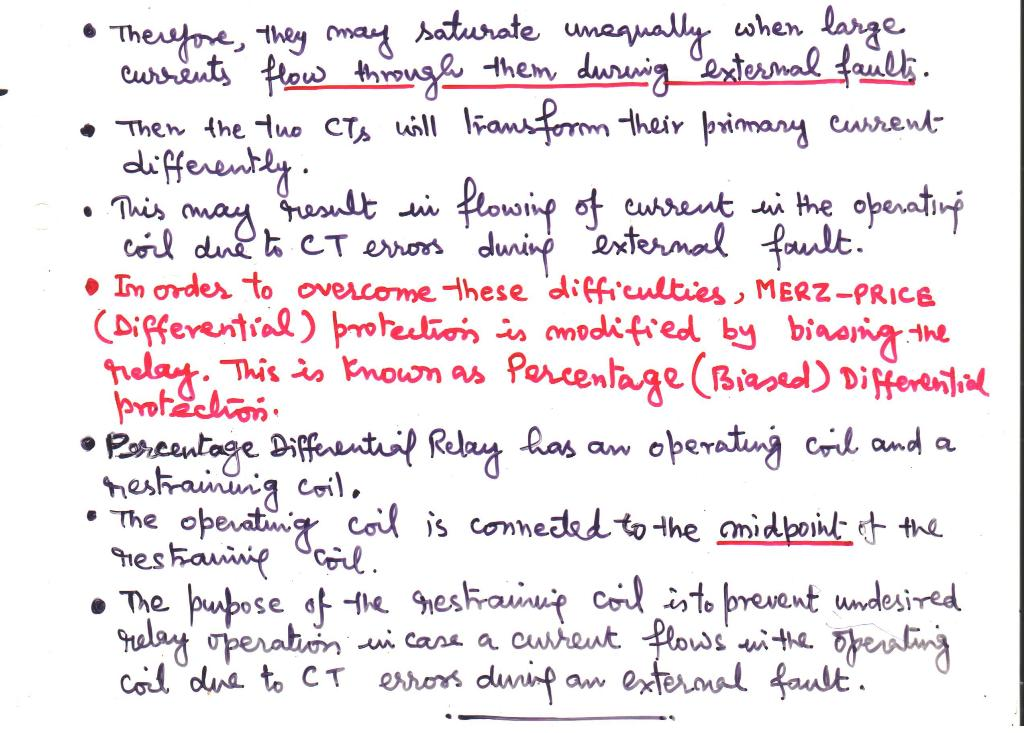 • Therefore, they may saturate unequally when large
currents flow through them during external faults.
• Then the two CTs will transform their primary current
differently.
• This may result in flowing of current in the operating
coil due to CT errors during external fault.
• In order to overcome these difficulties, MERZ-PRICE
(Differential) protection is modified by biasing the
relay. This is known as Percentage (Biased) Differential
protection.
• Percentage Differential Relay has an operating coil and a
restraining coil.
• The operating coil is connected to the midpoint of the
restraining coil.
• The purpose of the restraining coil is to prevent undesired
relay operation in case a current flows in the operating
coil due to CT errors during an external fault.